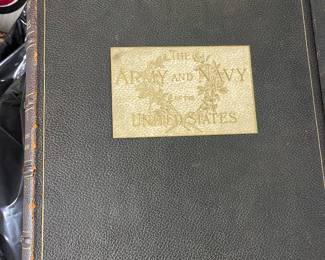 THE
ARMY AND NAVY
OF THE
UNITED STATES